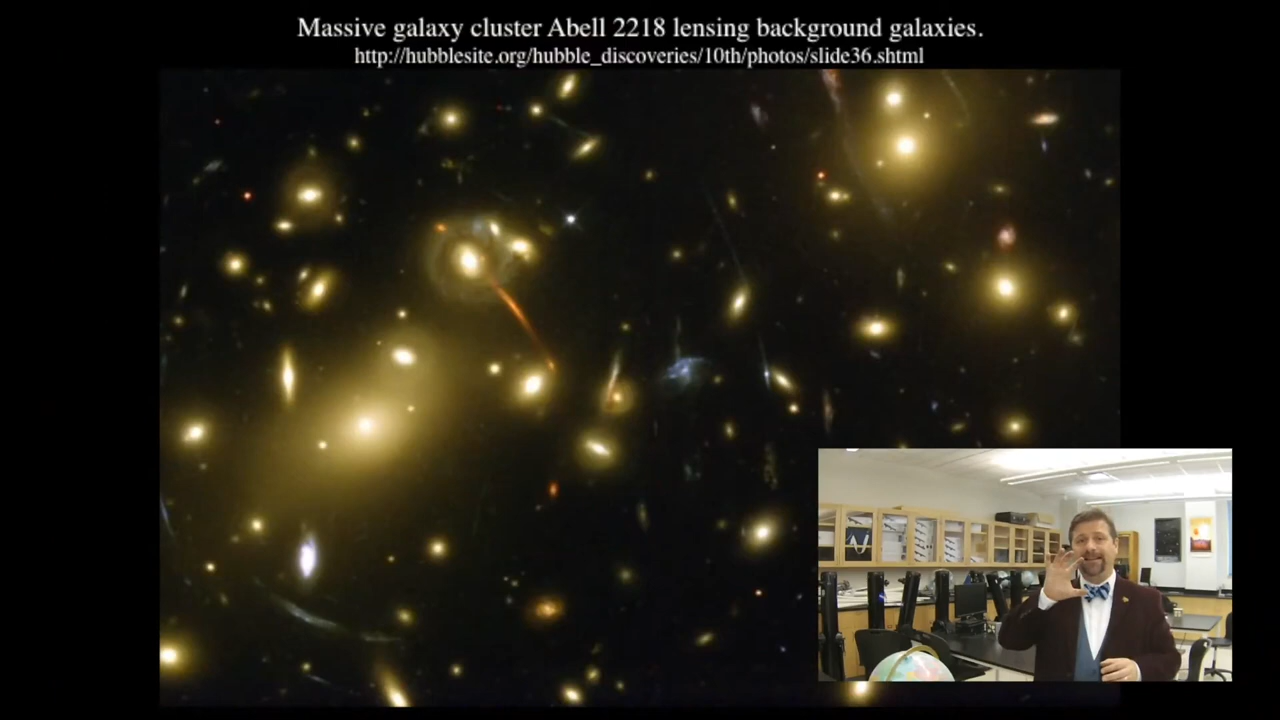 Massive galaxy cluster Abell 2218 lensing background galaxies.
http://hubblesite.org/hubble_discoveries/10th/photos/slide36.shtml